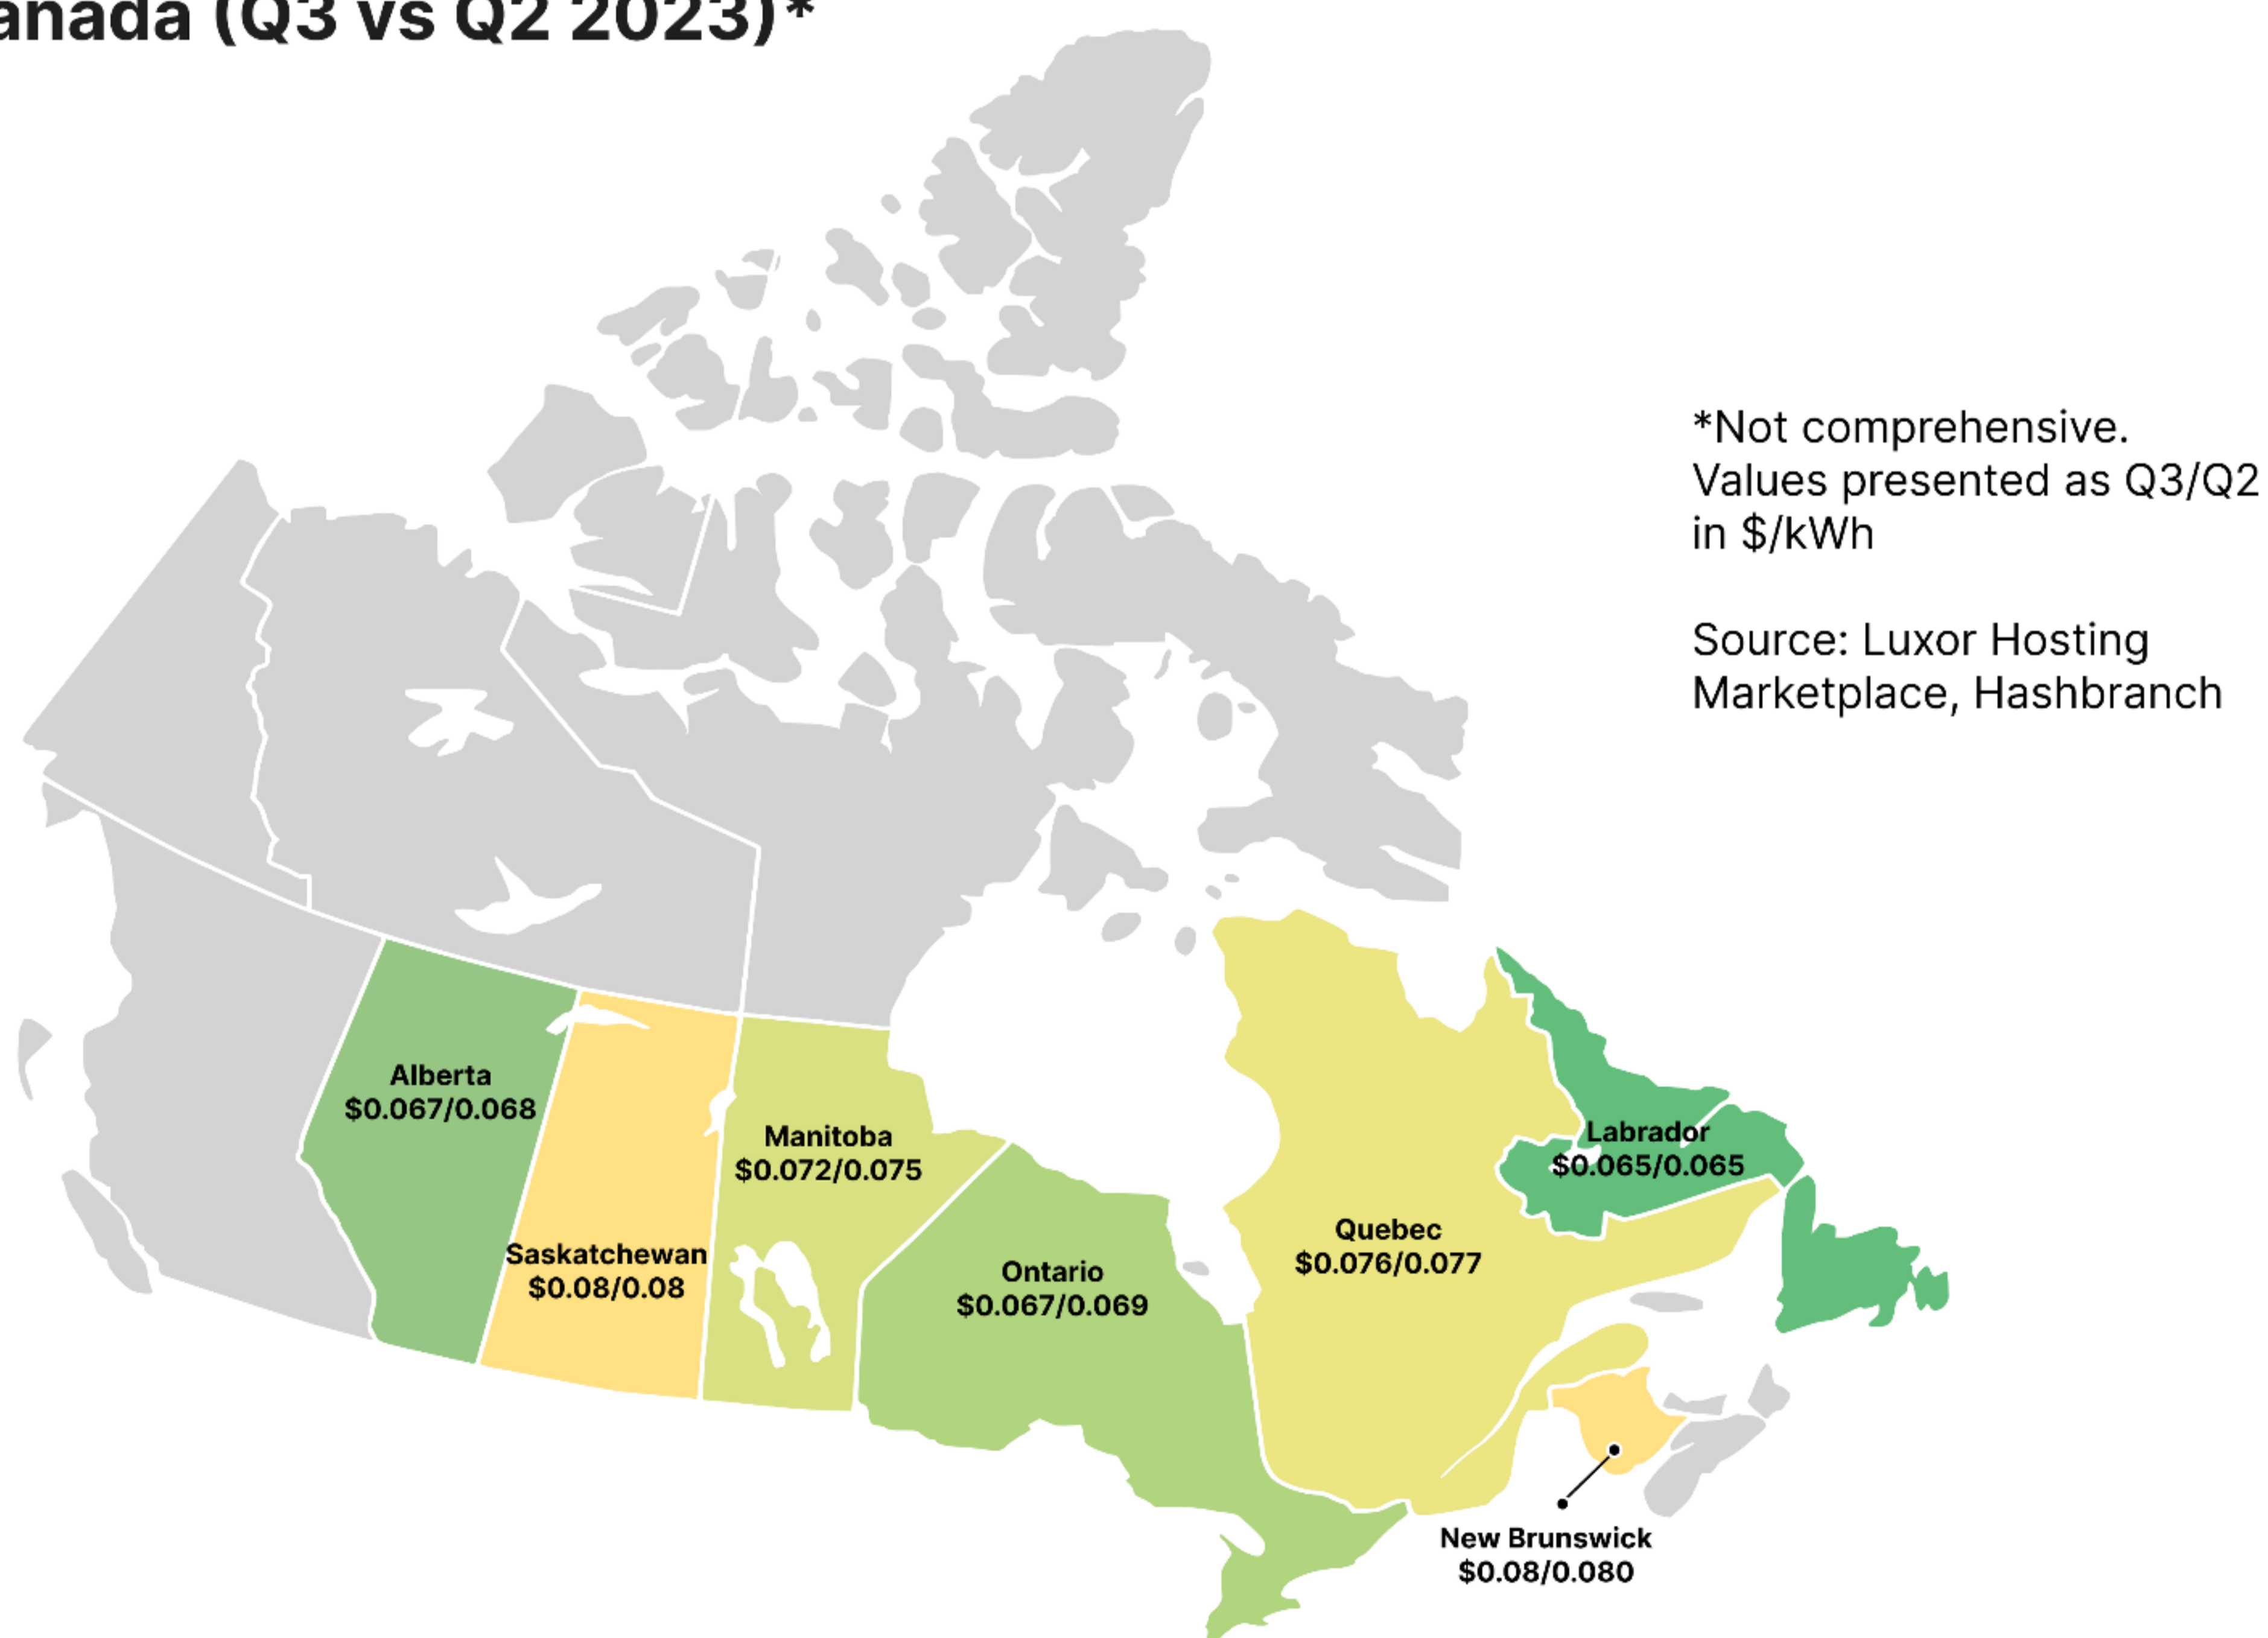 anada (Q3 vs Q2 2023)*
*Not comprehensive.
Values presented as Q3/Q2
in $/kWh
Source: Luxor Hosting
Marketplace, Hashbranch
Alberta
$0.067/0.068
Saskatchewan
$0.08/0.08
Manitoba
$0.072/0.075
Ontario
$0.067/0.069
Quebec
$0.076/0.077
Labrador
$0.065/0.065
New Brunswick
$0.08/0.080